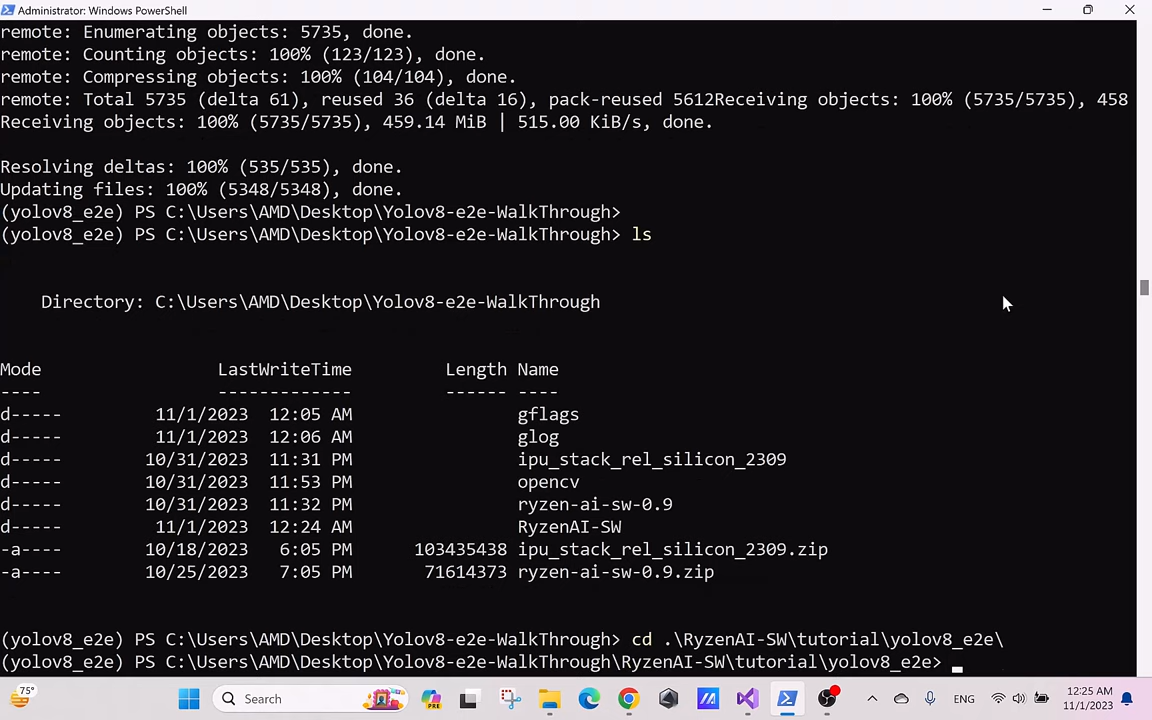 Administrator: Windows PowerShell
remote: Enumerating objects: 5735, done.
remote: Counting objects: 100% (123/123), done.
remote: Compressing objects: 100% (104/104), done.
remote: Total 5735 (delta 61), reused 36 (delta 16), pack-reused 5612Receiving objects: 100% (5735/5735), 458
Receiving objects: 100% (5735/5735), 459.14 MiB | 515.00 KiB/s, done.
Resolving deltas: 100% (535/535), done.
Updating files: 100% (5348/5348), done.
(yolov8_e2e) PS C:\Users\AMD\Desktop\Yolov8-e2e-WalkThrough>
(yolov8_e2e) PS C:\Users\AMD\Desktop\Yolov8-e2e-WalkThrough> ls
Directory: C:\Users\AMD\Desktop\Yolov8-e2e-WalkThrough
Mode LastWriteTime Length Name
---- ------------- ------ ----
d----- 11/1/2023 12:05 AM gflags
d----- 11/1/2023 12:06 AM glog
d----- 10/31/2023 11:31 PM ipu_stack_rel_silicon_2309
d----- 10/31/2023 11:53 PM opencv
d----- 10/31/2023 11:32 PM ryzen-ai-sw-0.9
d----- 11/1/2023 12:24 AM RyzenAI-SW
-a---- 10/18/2023 6:05 PM 103435438 ipu_stack_rel_silicon_2309.zip
-a---- 10/25/2023 7:05 PM 71614373 ryzen-ai-sw-0.9.zip
(yolov8_e2e) PS C:\Users\AMD\Desktop\Yolov8-e2e-WalkThrough> cd .\RyzenAI-SW\tutorial\yolov8_e2e\
(yolov8_e2e) PS C:\Users\AMD\Desktop\Yolov8-e2e-WalkThrough\RyzenAI-SW\tutorial\yolov8_e2e>
75°
Search
PRE
ENG
12:25 AM
11/1/2023